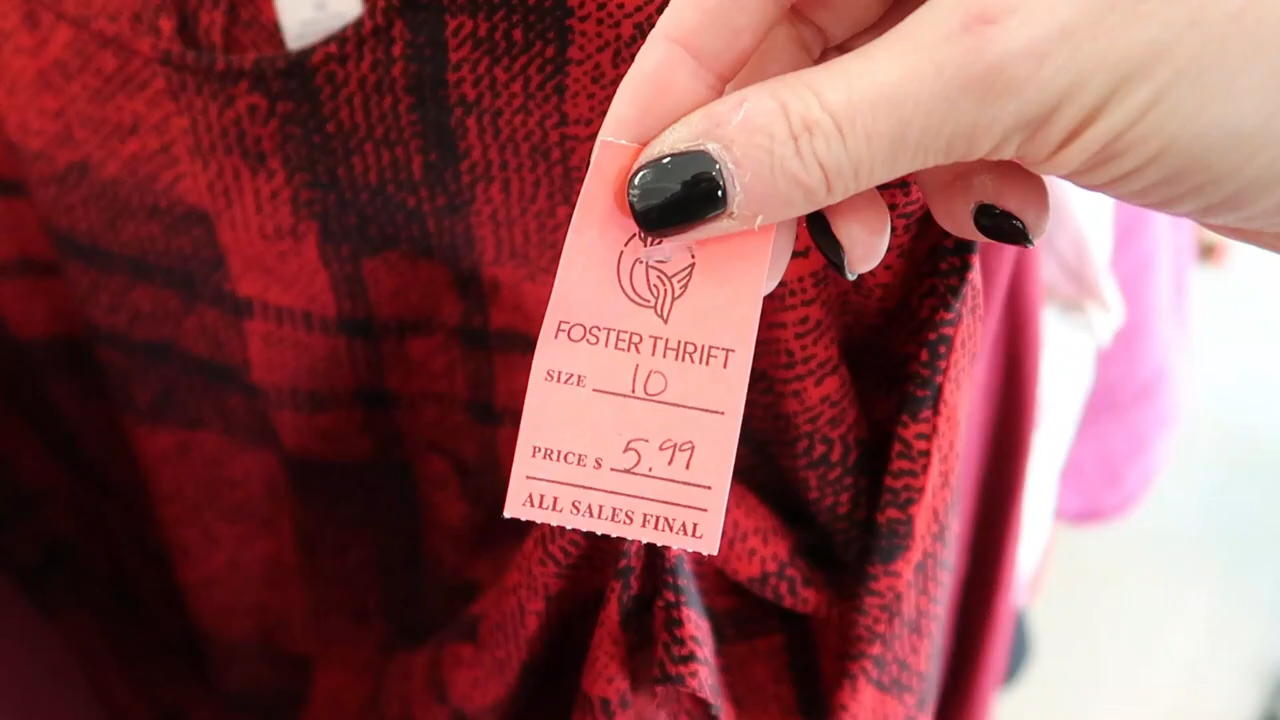 FOSTER THRIFT
SIZE 10
PRICE $ 5.99
ALL SALES FINAL